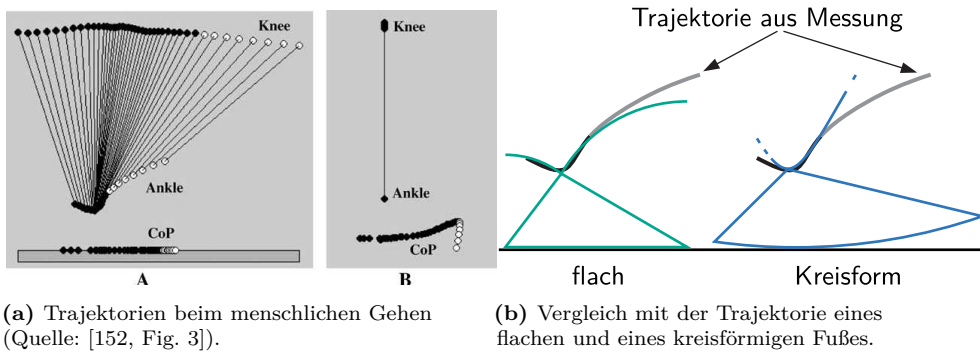 Knee
Ankle
CoP
A
Knee
Ankle
CoP
B
Trajektorie aus Messung
flach
Kreisform
(a) Trajektorien beim menschlichen Gehen
(Quelle: [152, Fig. 3]).
(b) Vergleich mit der Trajektorie eines
flachen und eines kreisförmigen Fußes.